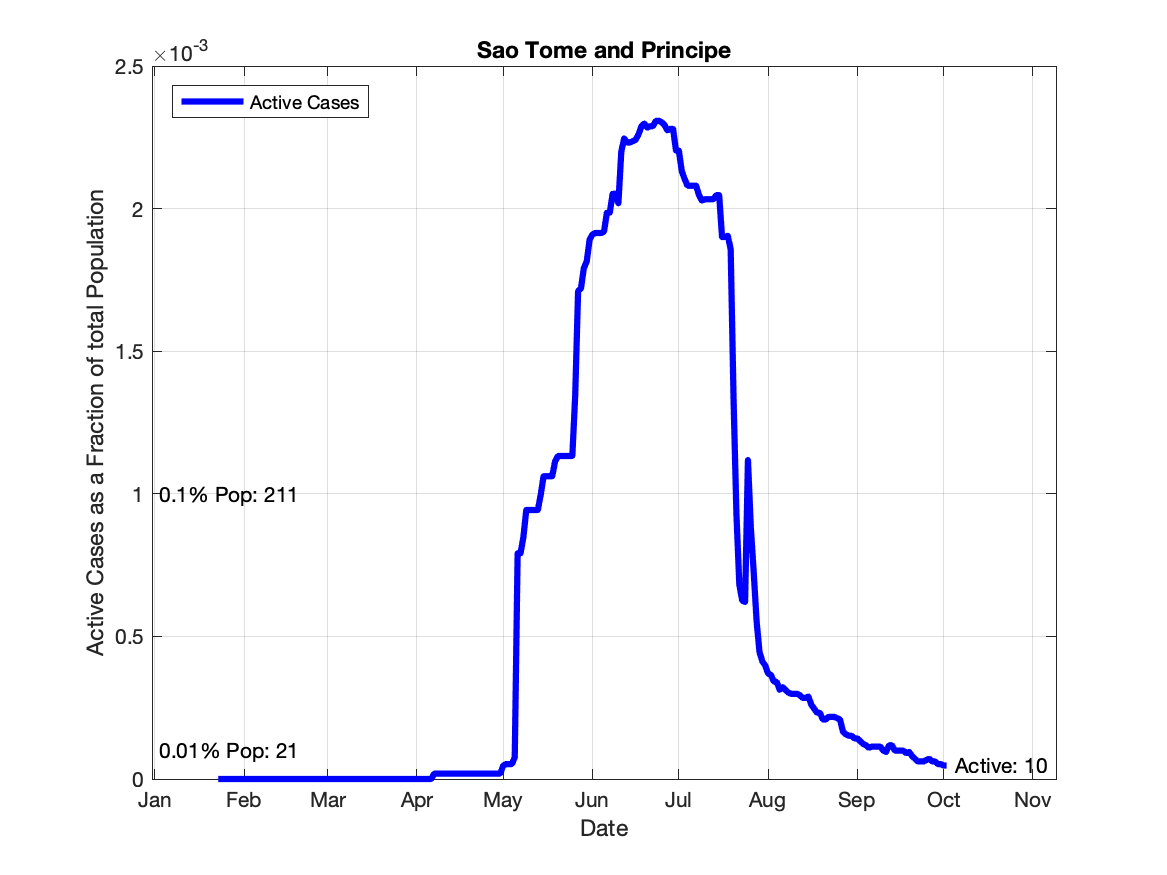 Sao Tome and Principe
×10⁻³
Active Cases
2.5
2
1.5
1
0.5
0
Active Cases as a Fraction of total Population
0.1% Pop: 211
0.01% Pop: 21
Active: 10
Jan Feb Mar Apr May Jun Jul Aug Sep Oct Nov
Date